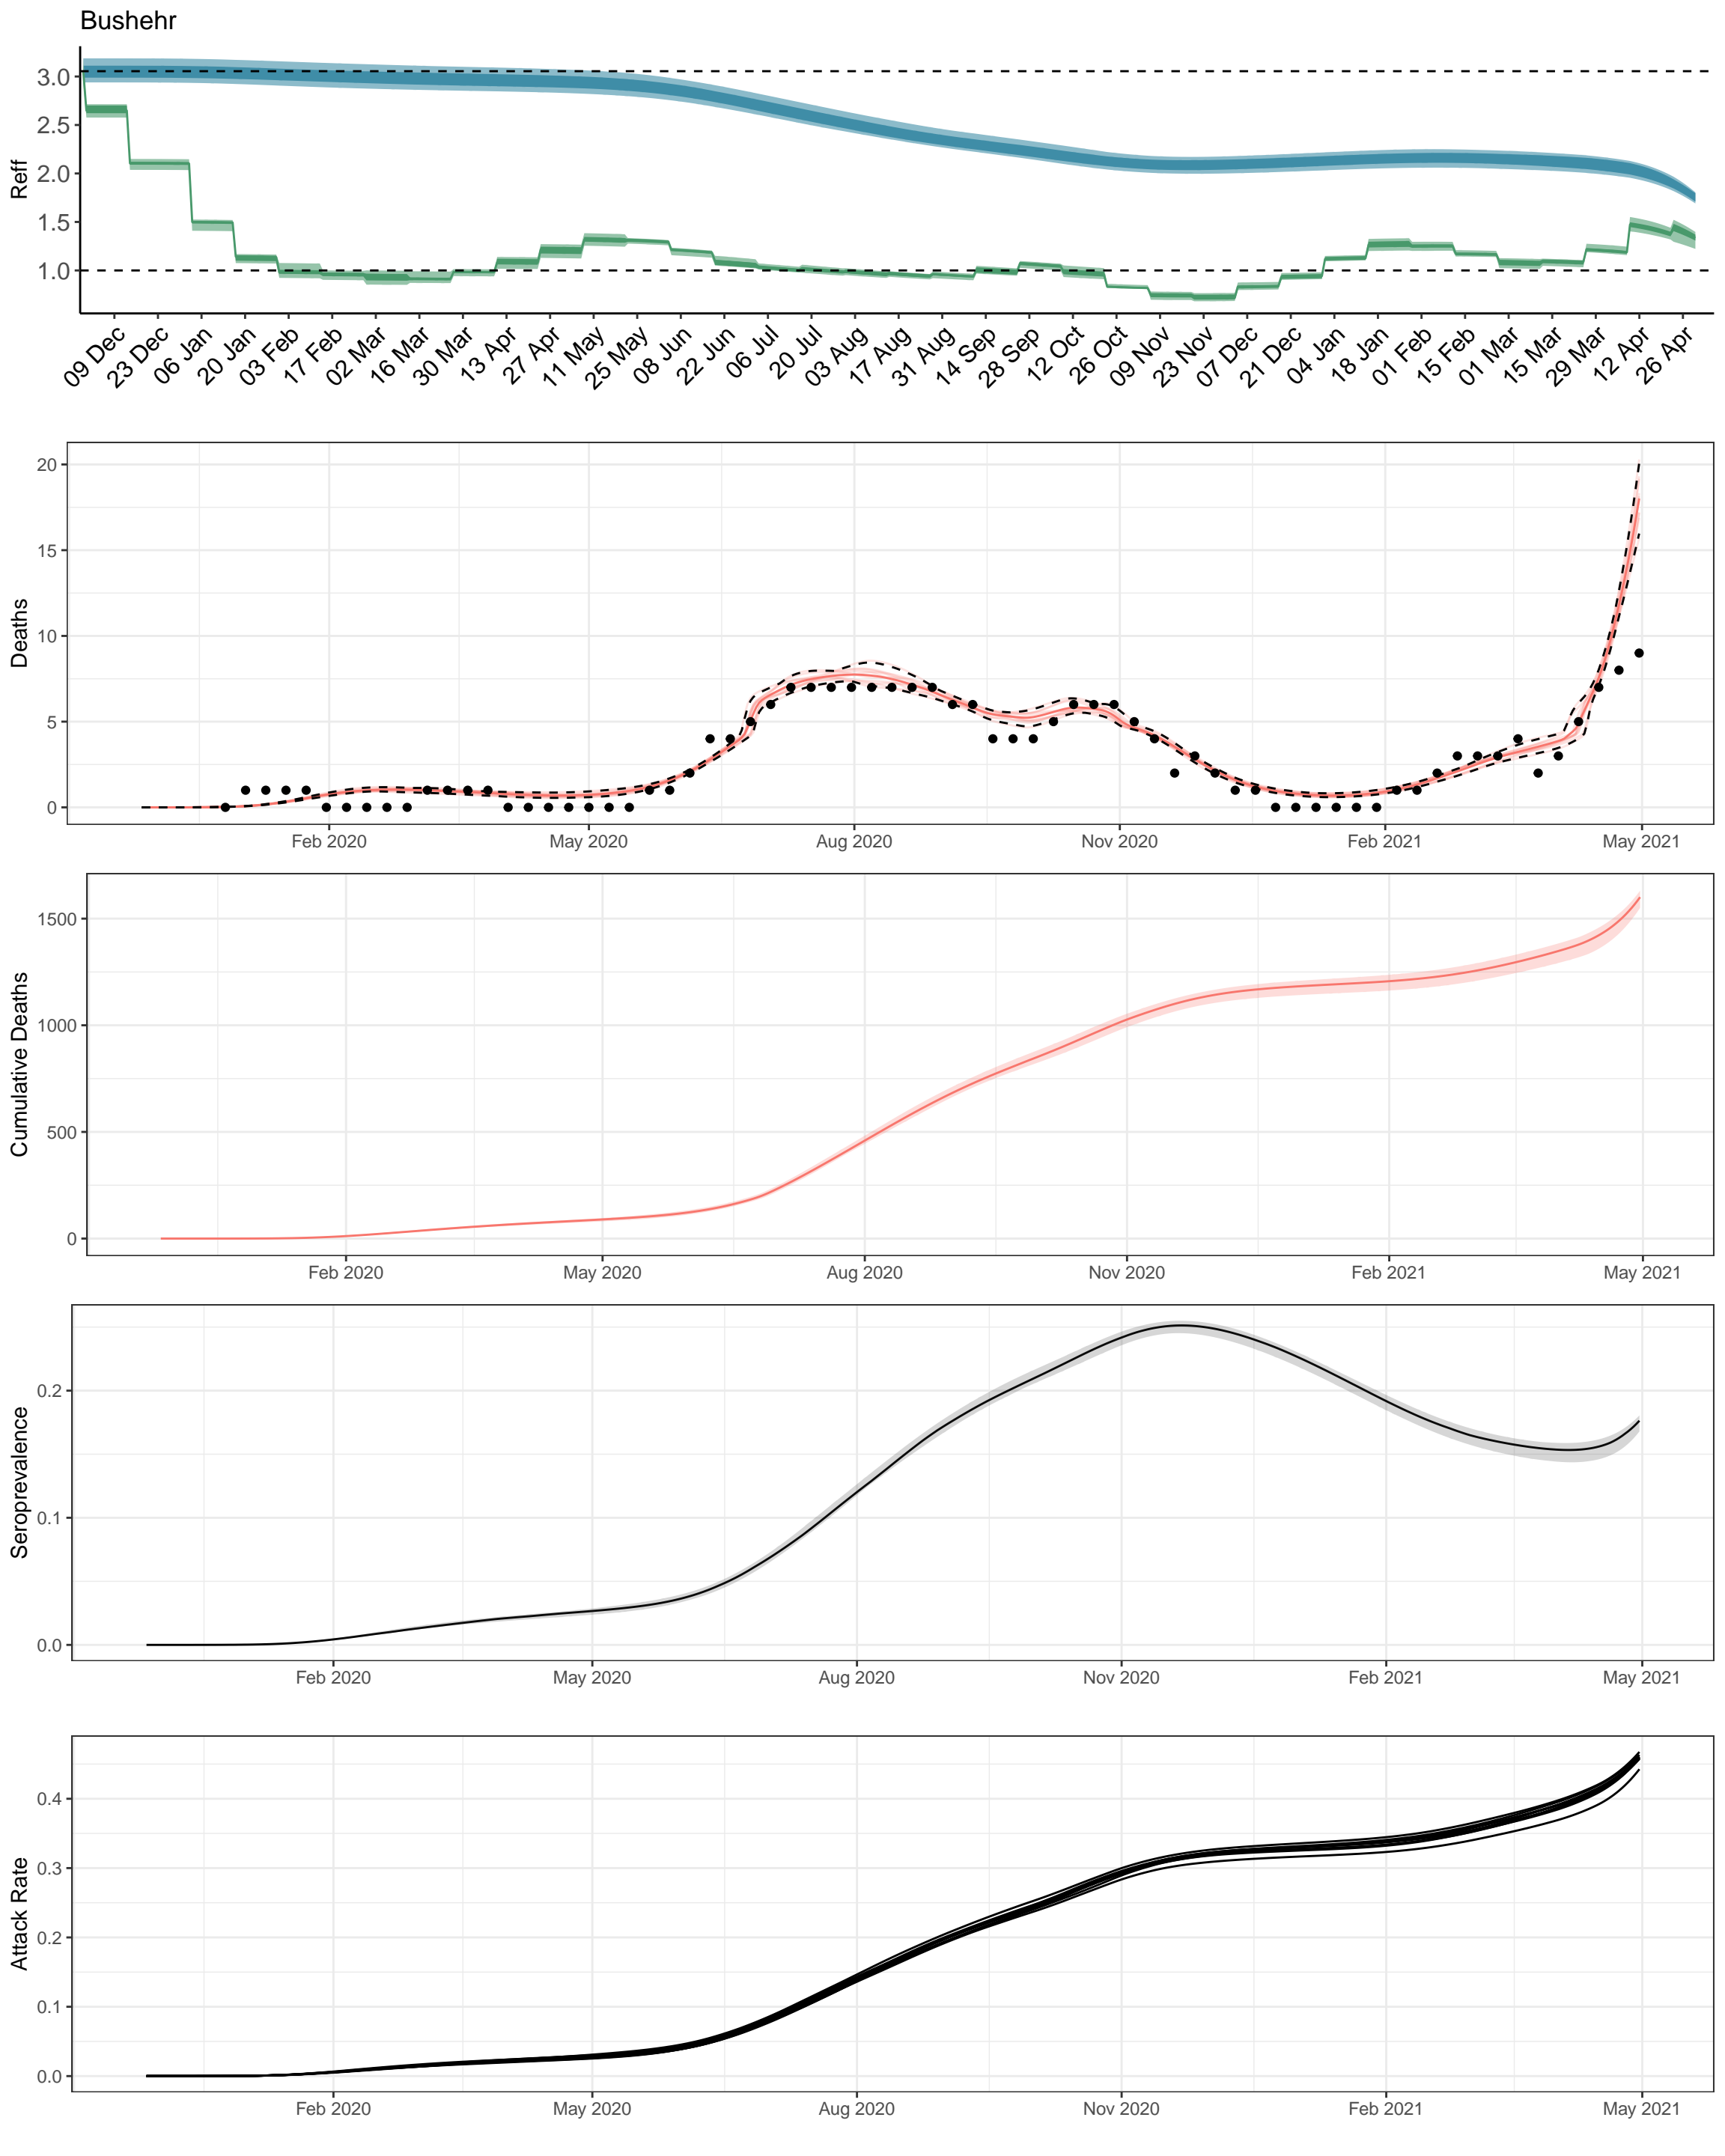 Bushehr
Reff
3.0
2.5
2.0
1.5
1.0
09 Dec
23 Dec
06 Jan
20 Jan
03 Feb
17 Feb
02 Mar
16 Mar
30 Mar
13 Apr
27 Apr
11 May
25 May
08 Jun
22 Jun
06 Jul
20 Jul
03 Aug
17 Aug
31 Aug
14 Sep
28 Sep
12 Oct
26 Oct
09 Nov
23 Nov
07 Dec
21 Dec
04 Jan
18 Jan
01 Feb
15 Feb
01 Mar
15 Mar
29 Mar
12 Apr
26 Apr
Deaths
20
15
10
5
0
Feb 2020
May 2020
Aug 2020
Nov 2020
Feb 2021
May 2021
Cumulative Deaths
1500
1000
500
0
Feb 2020
May 2020
Aug 2020
Nov 2020
Feb 2021
May 2021
Seroprevalence
0.2
0.1
0.0
Feb 2020
May 2020
Aug 2020
Nov 2020
Feb 2021
May 2021
Attack Rate
0.4
0.3
0.2
0.1
0.0
Feb 2020
May 2020
Aug 2020
Nov 2020
Feb 2021
May 2021